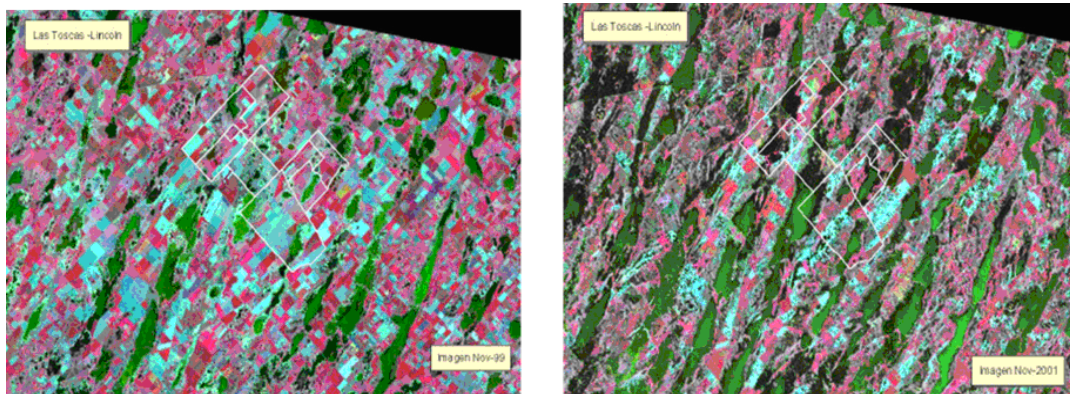 Las Toscas -Lincoln
Imagen Nov-99
Las Toscas -Lincoln
Imagen Nov-2001